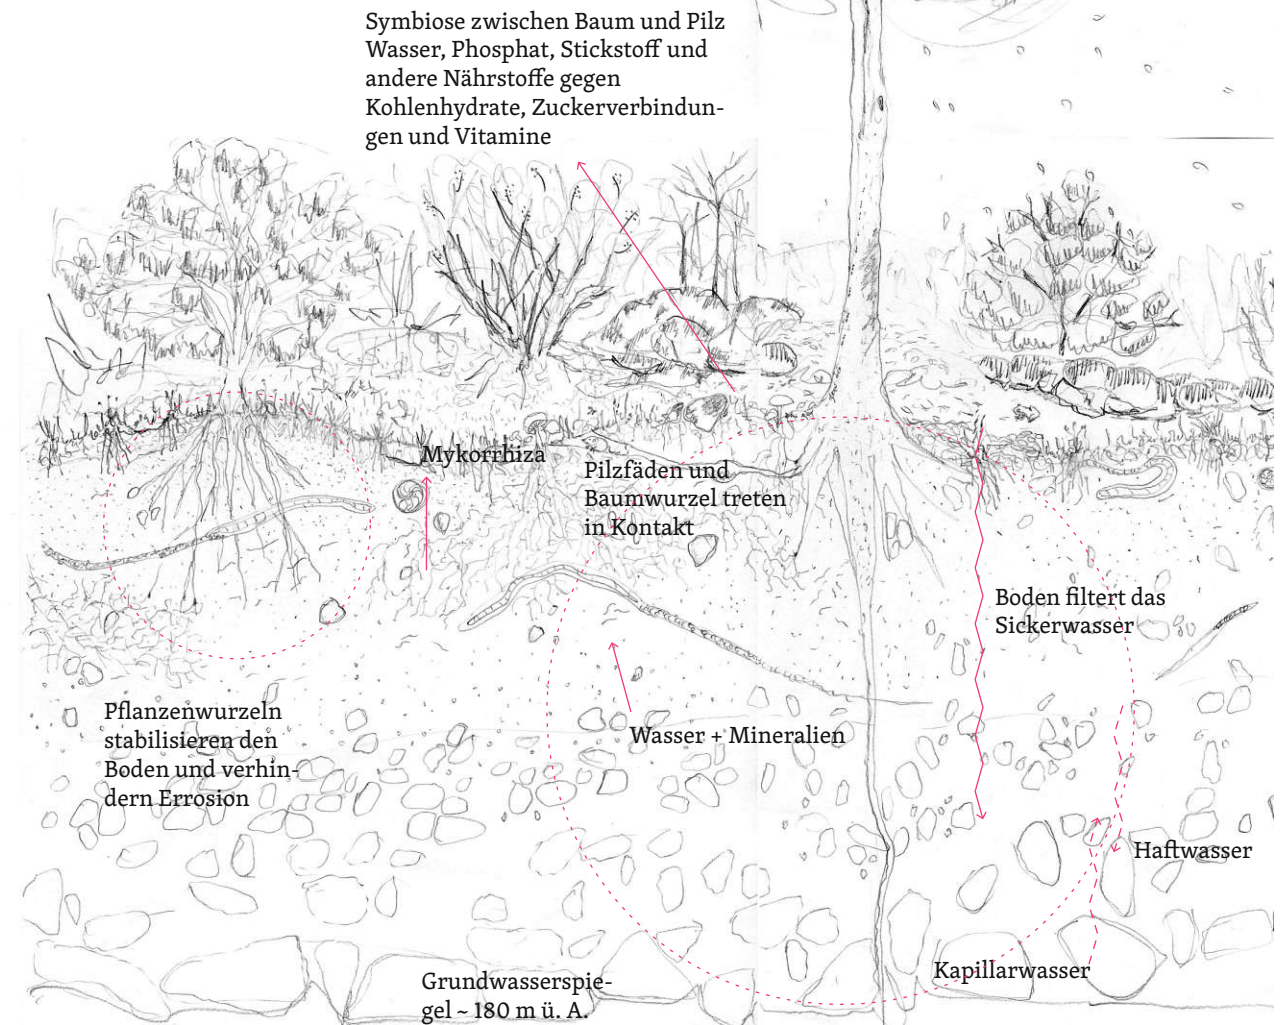 Symbiose zwischen Baum und Pilz
Wasser, Phosphat, Stickstoff und
andere Nährstoffe gegen
Kohlenhydrate, Zuckerverbindun-
gen und Vitamine
Mykorrhiza
Pilzfäden und
Baumwurzel treten
in Kontakt
Boden filtert das
Sickerwasser
Pflanzenwurzeln
stabilisieren den
Boden und verhin-
dern Errosion
Wasser + Mineralien
Haftwasser
Kapillarwasser
Grundwasserspie-
gel ~ 180 m ü. A.